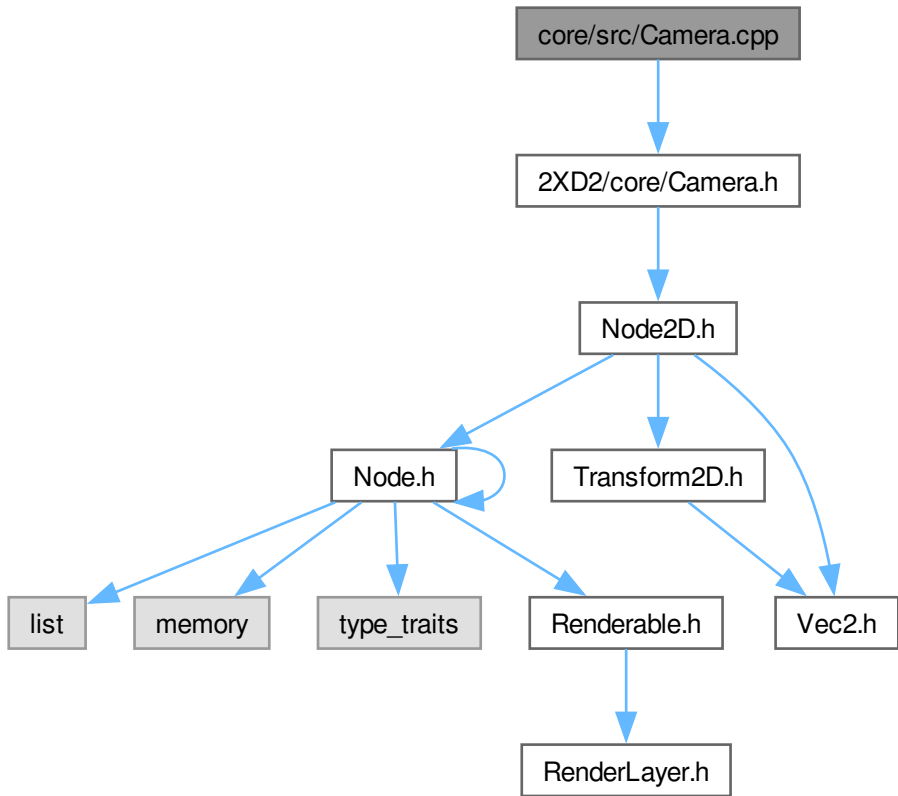 core/src/Camera.cpp
2XD2/core/Camera.h
Node2D.h
Node.h
Transform2D.h
list
memory
type_traits
Renderable.h
Vec2.h
RenderLayer.h